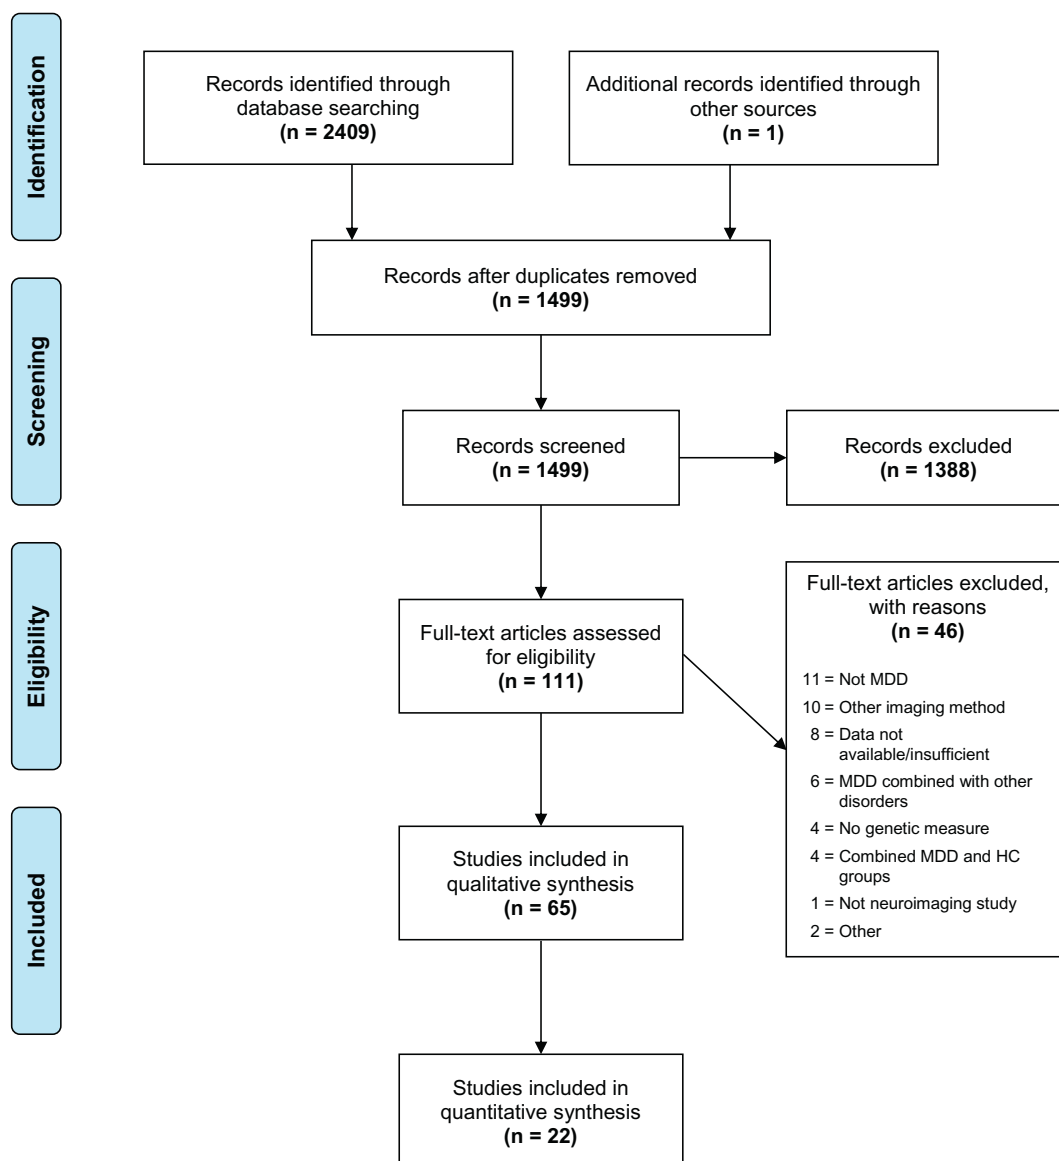 Identification
Records identified through
database searching
(n = 2409)
Additional records identified through
other sources
(n = 1)
Records after duplicates removed
(n = 1499)
Screening
Records screened
(n = 1499)
Records excluded
(n = 1388)
Eligibility
Full-text articles assessed
for eligibility
(n = 111)
Full-text articles excluded,
with reasons
(n = 46)
11 = Not MDD
10 = Other imaging method
8 = Data not
available/insufficient
6 = MDD combined with other
disorders
4 = No genetic measure
4 = Combined MDD and HC
groups
1 = Not neuroimaging study
2 = Other
Included
Studies included in
qualitative synthesis
(n = 65)
Studies included in
quantitative synthesis
(n = 22)